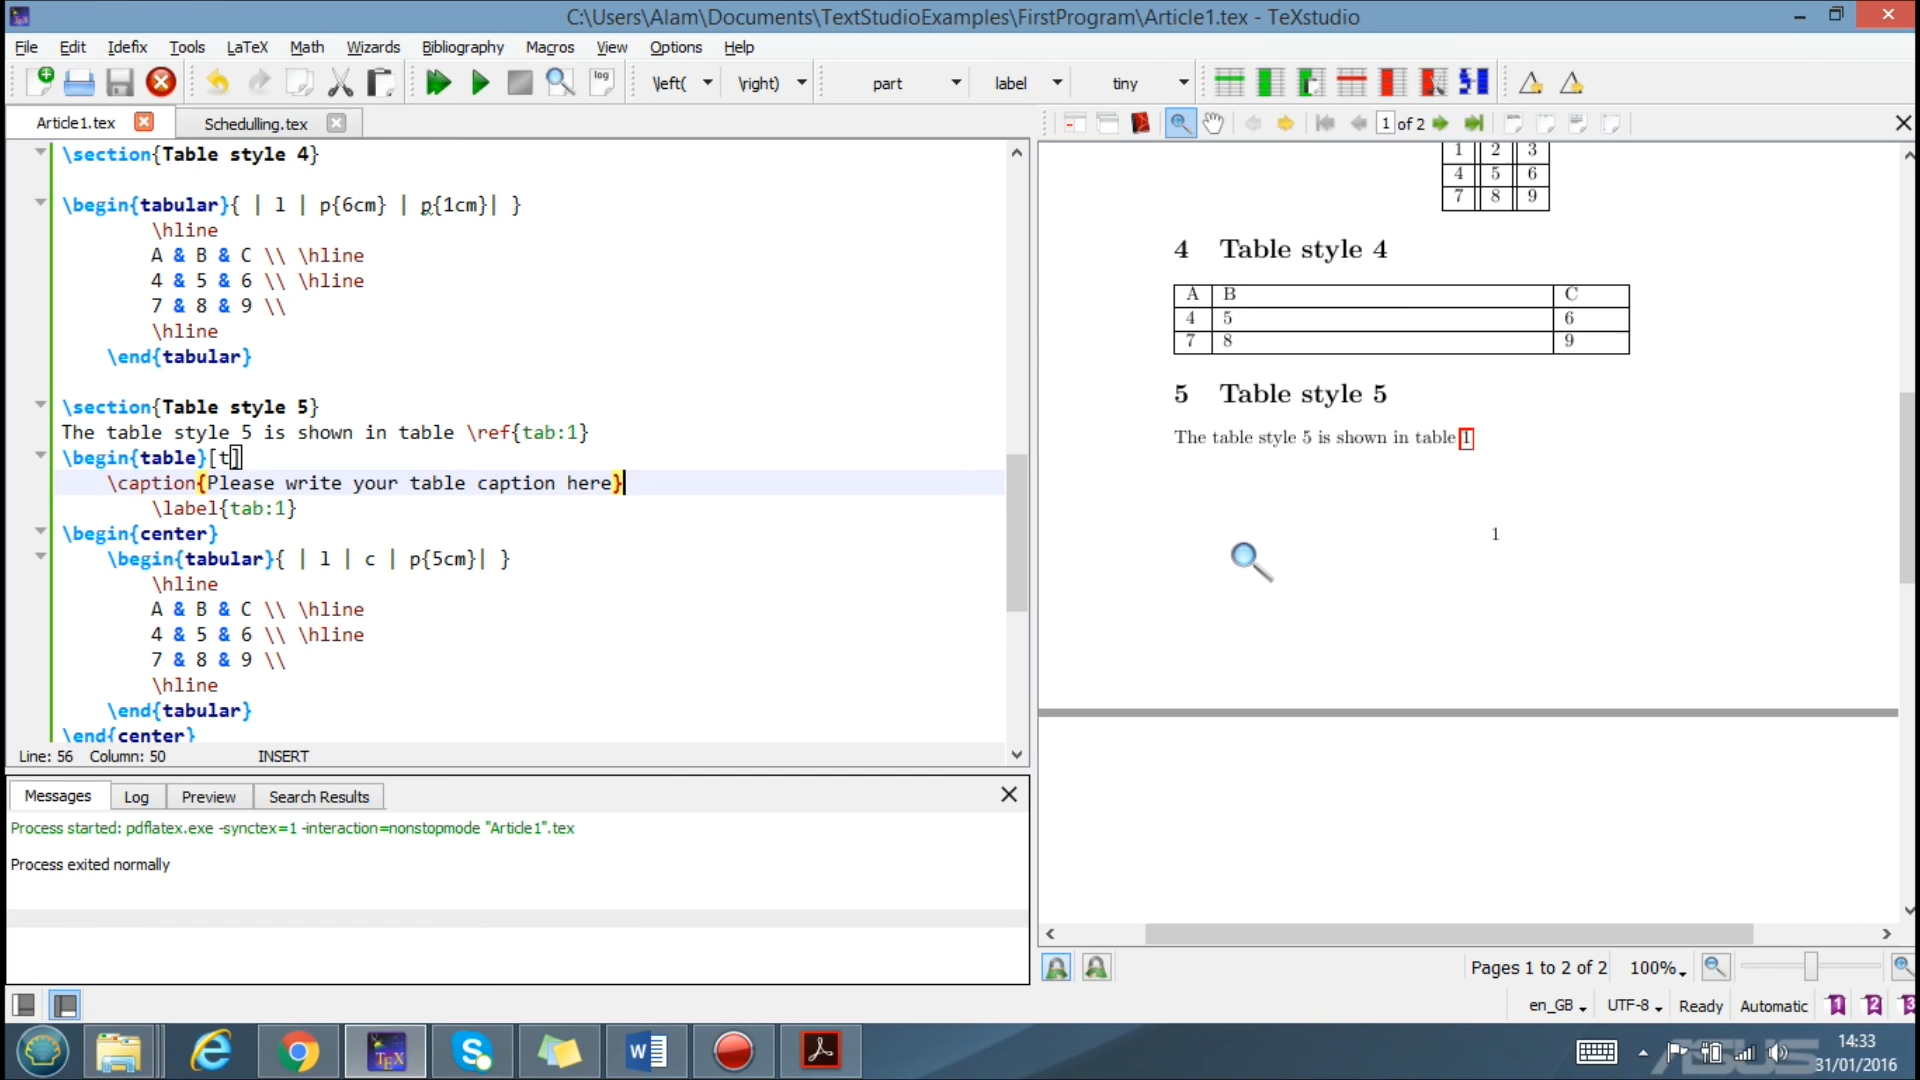 C:\Users\Alam\Documents\TextStudioExamples\FirstProgram\Article1.tex - TeXstudio
File Edit Idefix Tools LaTeX Math Wizards Bibliography Macros View Options Help
log \left( \right) part label tiny
Article1.tex Schedulling.tex
1 of 2
\section{Table style 4}
\begin{tabular}{ | l | p{6cm} | p{1cm}| }
\hline
A & B & C \\ \hline
4 & 5 & 6 \\ \hline
7 & 8 & 9 \\
\hline
\end{tabular}
\section{Table style 5}
The table style 5 is shown in table \ref{tab:1}
\begin{table}[t]
\caption{Please write your table caption here}
\label{tab:1}
\begin{center}
\begin{tabular}{ | l | c | p{5cm}| }
\hline
A & B & C \\ \hline
4 & 5 & 6 \\ \hline
7 & 8 & 9 \\
\hline
\end{tabular}
\end{center}
Line: 56 Column: 50 INSERT
1 2 3
4 5 6
7 8 9
4 Table style 4
A B C
4 5 6
7 8 9
5 Table style 5
The table style 5 is shown in table 1
1
Messages Log Preview Search Results
Process started: pdflatex.exe -synctex=1 -interaction=nonstopmode "Article1".tex
Process exited normally
Pages 1 to 2 of 2 100%
en_GB UTF-8 Ready Automatic 1 2 3
TEX S W
ASUS
14:33
31/01/2016